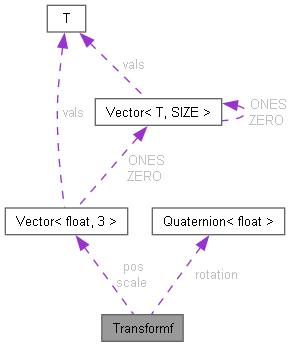 T
vals
Vector< T, SIZE >
ONES
ZERO
vals
ONES
ZERO
Vector< float, 3 >
Quaternion< float >
pos
scale
rotation
Transformf